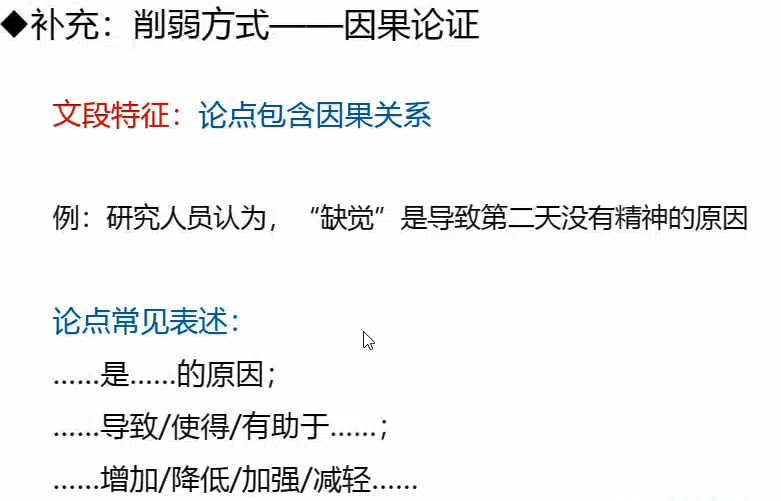 ◆补充：削弱方式——因果论证
文段特征：论点包含因果关系
例：研究人员认为，“缺觉”是导致第二天没有精神的原因
论点常见表述：
……是……的原因；
……导致/使得/有助于……；
……增加/降低/加强/减轻……